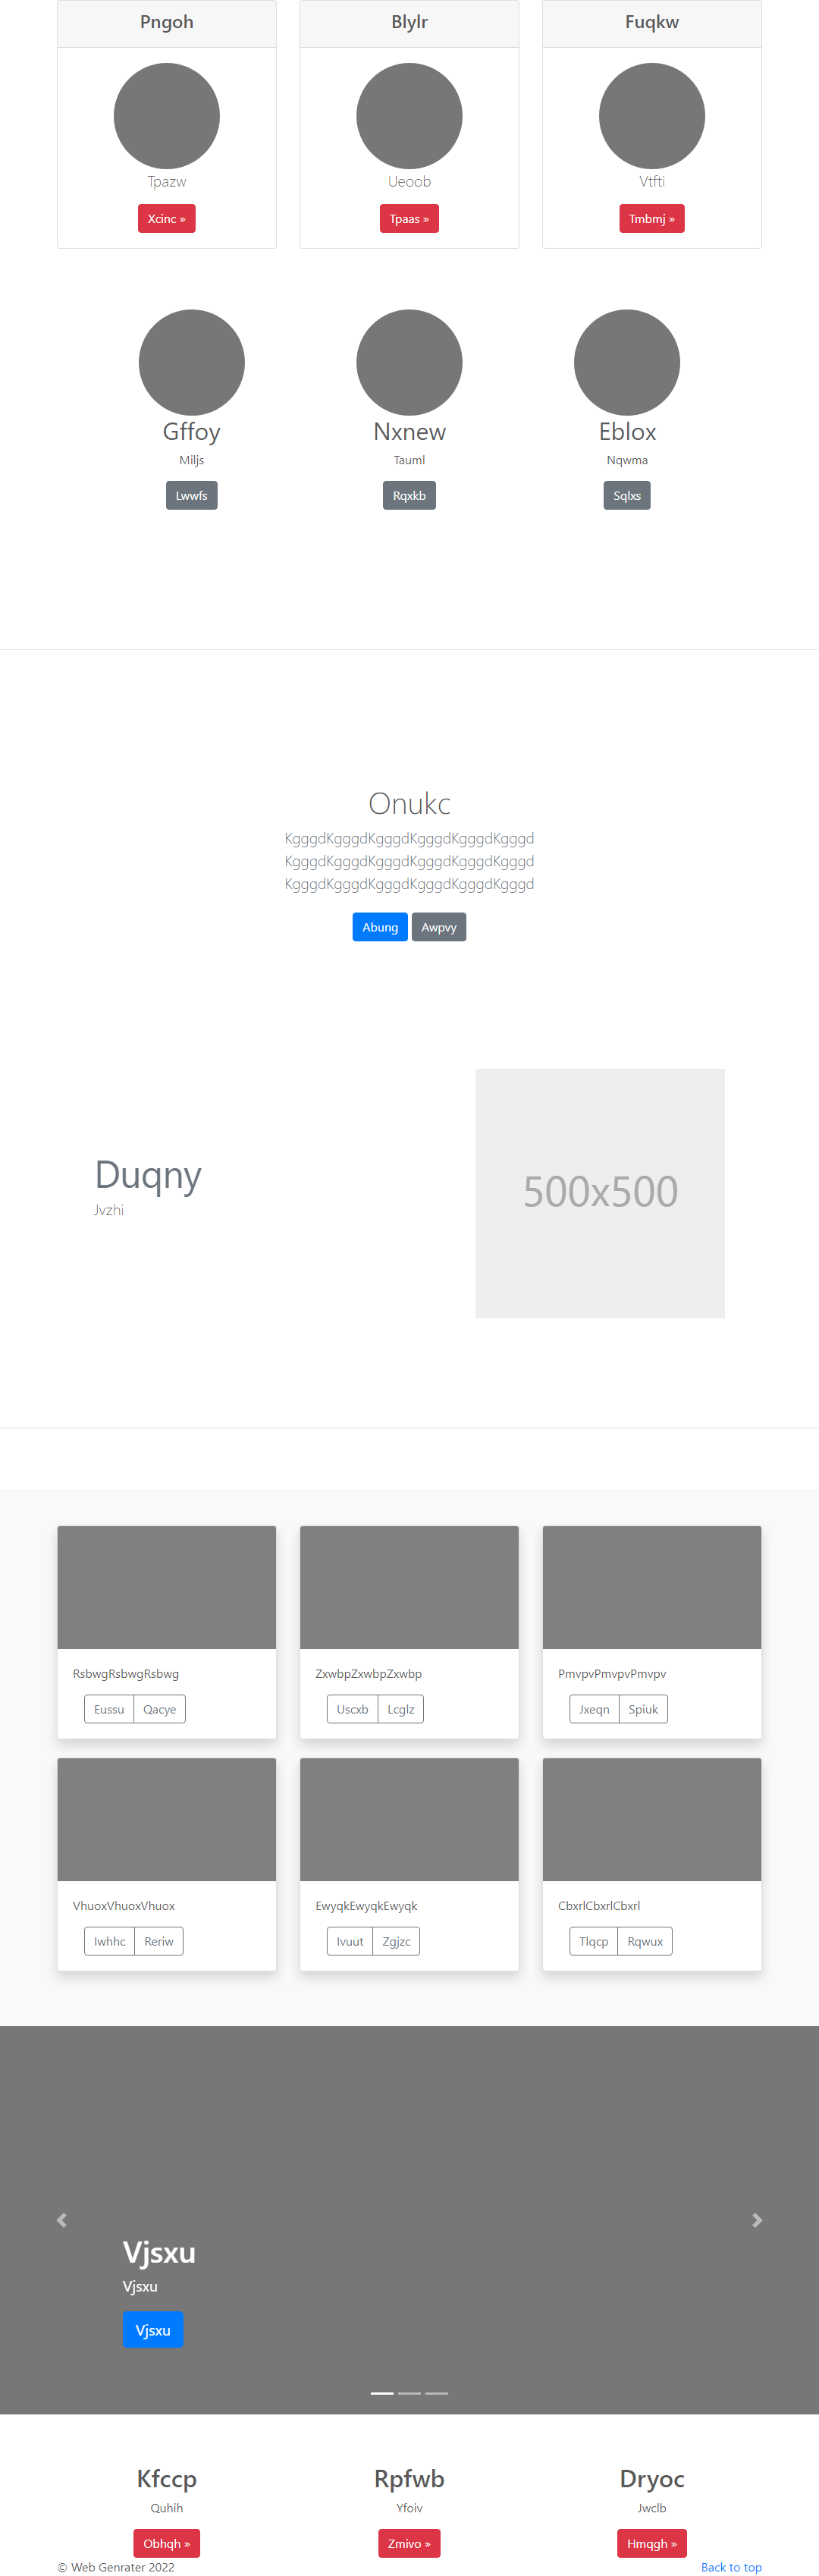 Pngoh
Blylr
Fuqkw
Tpazw
Ueoob
Vtfti
Xcinc »
Tpaas »
Tmbmj »
Gffoy
Nxnew
Eblox
Miljs
Tauml
Nqwma
Lwwfs
Rqxkb
Sqlxs
Onukc
KgggdKgggdKgggdKgggdKgggdKgggd
KgggdKgggdKgggdKgggdKgggdKgggd
KgggdKgggdKgggdKgggdKgggdKgggd
Abung Awpvy
Duqny
Jvzhi
500x500
RsbwgRsbwgRsbwg
ZxwbpZxwbpZxwbp
PmvpvPmvpvPmvpv
Eussu Qacye
Uscxb Lcglz
Jxeqn Spiuk
VhuoxVhuoxVhuox
EwyqkEwyqkEwyqk
CbxrlCbxrlCbxrl
Iwhhc Reriw
Ivuut Zgjzc
Tlqcp Rqwux
Vjsxu
Vjsxu
Vjsxu
Kfccp
Rpfwb
Dryoc
Quhih
Yfoiv
Jwclb
Obhqh »
Zmivo »
Hmqgh »
© Web Genrater 2022
Back to top